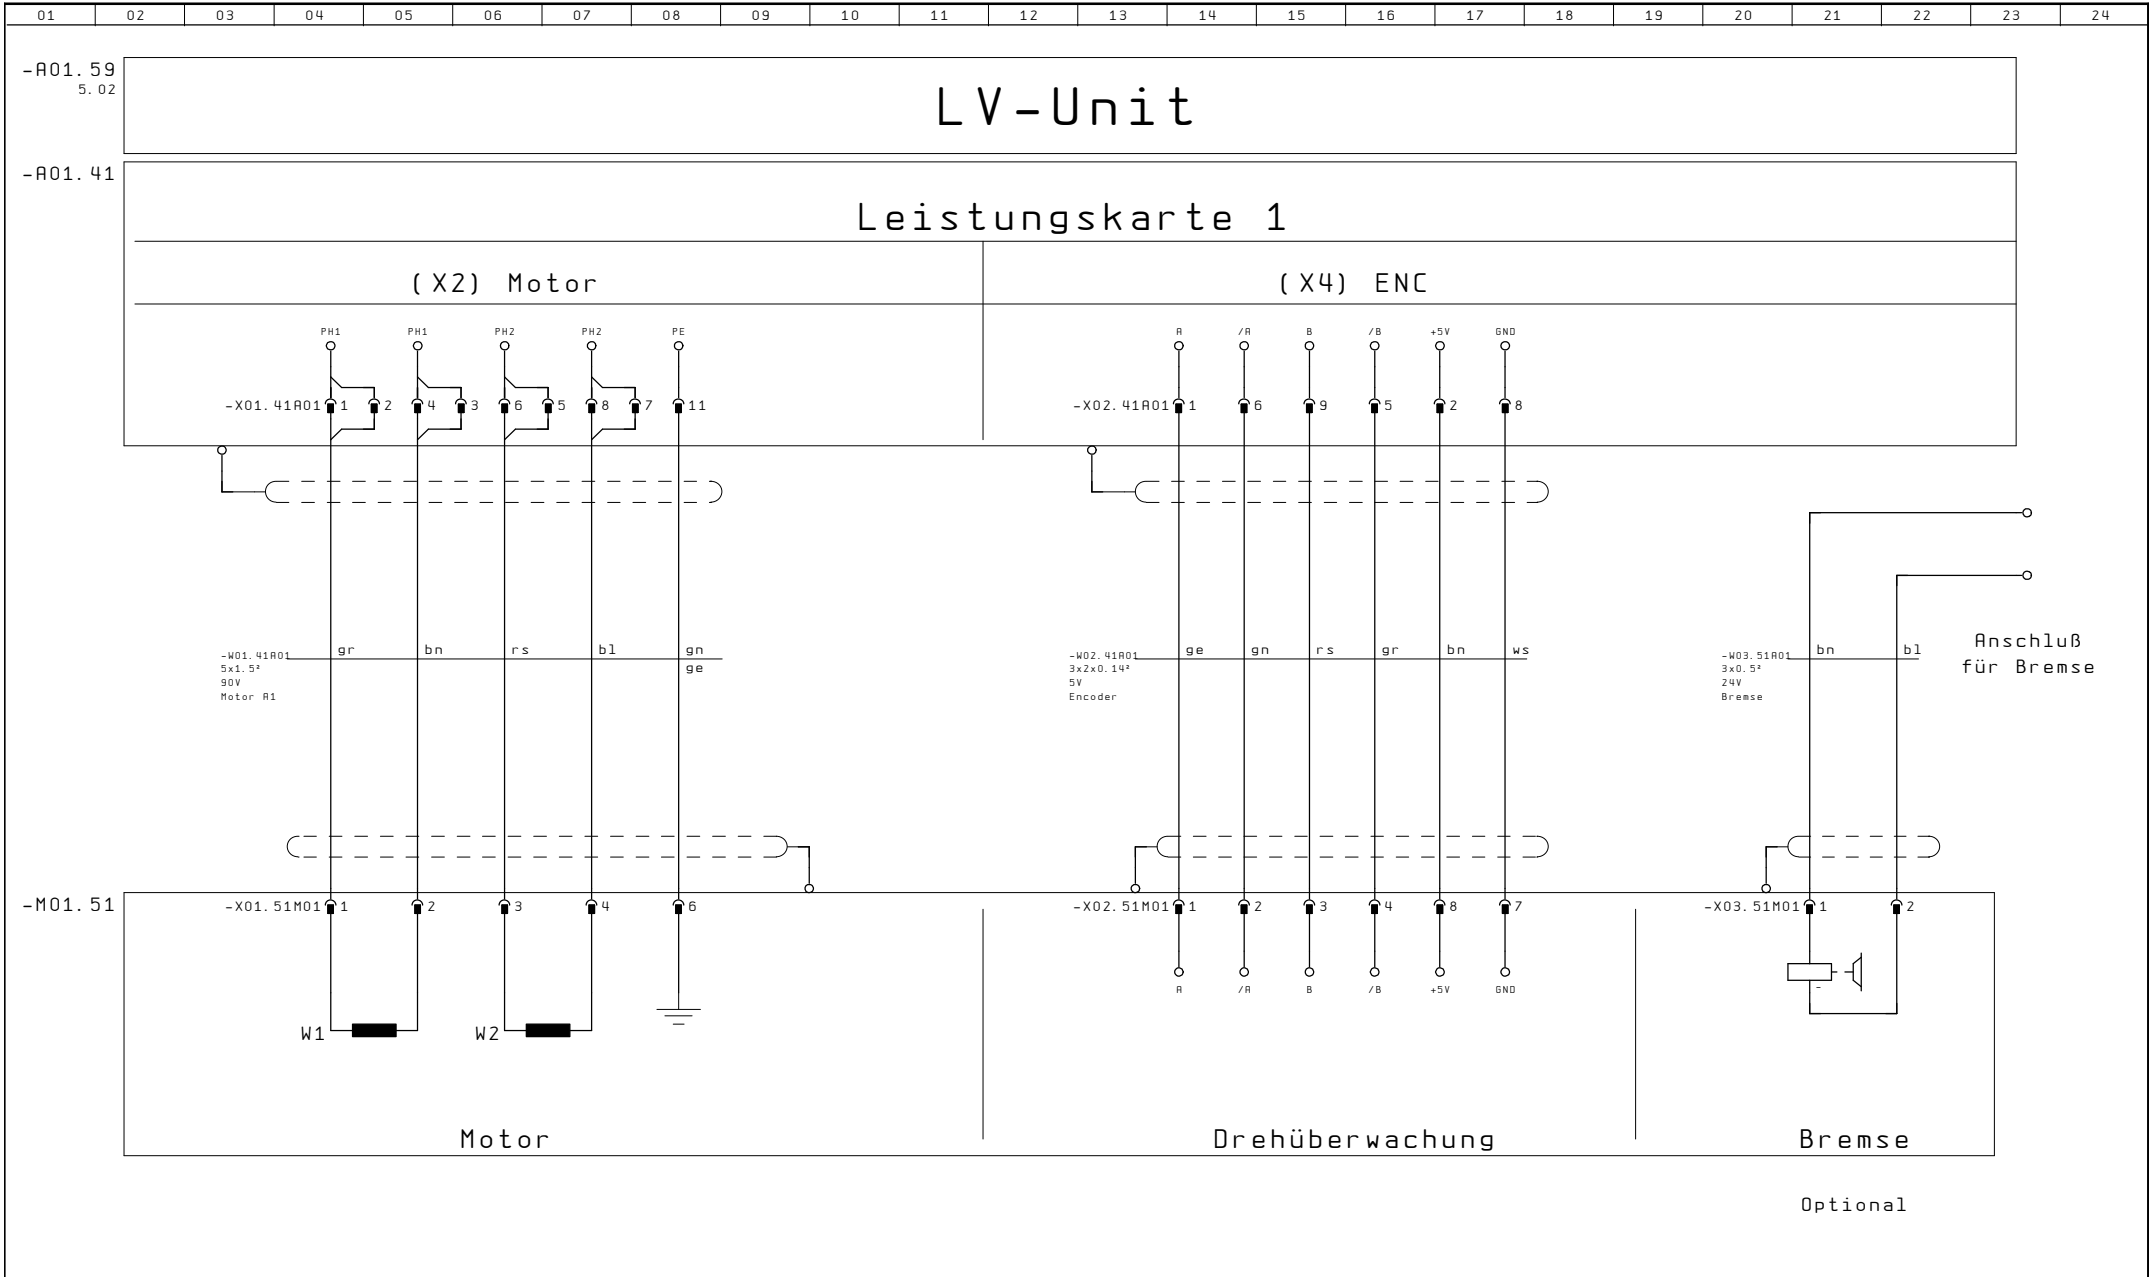 01 02 03 04 05 06 07 08 09 10 11 12 13 14 15 16 17 18 19 20 21 22 23 24
-A01.59
5.02
LV-Unit
-A01.41
Leistungskarte 1
(X2) Motor
(X4) ENC
PH1 PH1 PH2 PH2 PE
A /A B /B +5V GND
-X01.41A01 1 2 4 3 6 5 8 7 11
-X02.41A01 1 6 9 5 2 8
-W01.41A01 gr bn rs bl gn
5x1.5² ge
90V
Motor A1
-W02.41A01 ge gn rs gr bn ws
3x2x0.14²
5V
Encoder
-W03.51A01 bn bl
3x0.5²
24V
Bremse
Anschluß
für Bremse
-M01.51
-X01.51M01 1 2 3 4 6
-X02.51M01 1 2 3 4 8 7
-X03.51M01 1 2
A /A B /B +5V GND
-
W1 W2
Motor
Drehüberwachung
Bremse
Optional